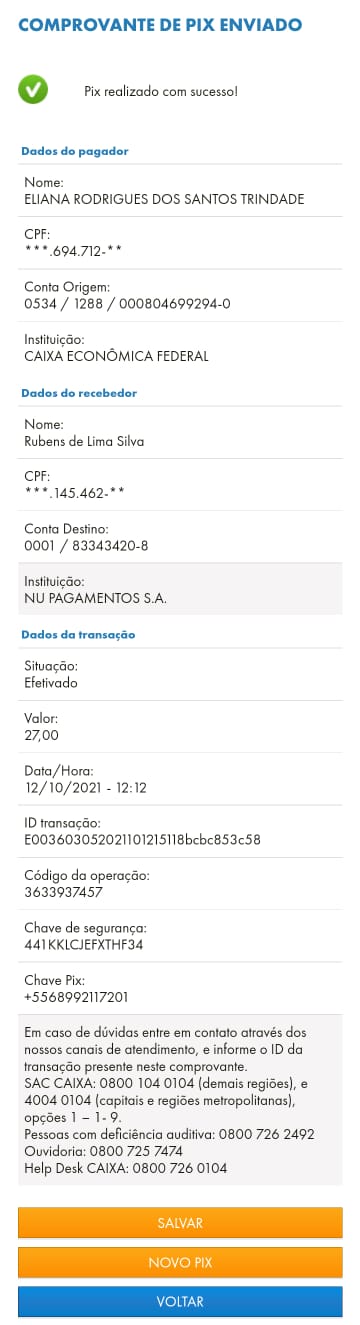 COMPROVANTE DE PIX ENVIADO
Pix realizado com sucesso!
Dados do pagador
Nome:
ELIANA RODRIGUES DOS SANTOS TRINDADE
CPF:
***.694.712-**
Conta Origem:
0534 / 1288 / 000804699294-0
Instituição:
CAIXA ECONÔMICA FEDERAL
Dados do recebedor
Nome:
Rubens de Lima Silva
CPF:
***.145.462-**
Conta Destino:
0001 / 83343420-8
Instituição:
NU PAGAMENTOS S.A.
Dados da transação
Situação:
Efetivado
Valor:
27,00
Data/Hora:
12/10/2021 - 12:12
ID transação:
E00360305202110121511​8bcbc853c58
Código da operação:
3633937457
Chave de segurança:
441KKLCJEFXTHF34
Chave Pix:
+5568992117201
Em caso de dúvidas entre em contato através dos
nossos canais de atendimento, e informe o ID da
transação presente neste comprovante.
SAC CAIXA: 0800 104 0104 (demais regiões), e
4004 0104 (capitais e regiões metropolitanas),
opções 1 – 1- 9.
Pessoas com deficiência auditiva: 0800 726 2492
Ouvidoria: 0800 725 7474
Help Desk CAIXA: 0800 726 0104
SALVAR
NOVO PIX
VOLTAR